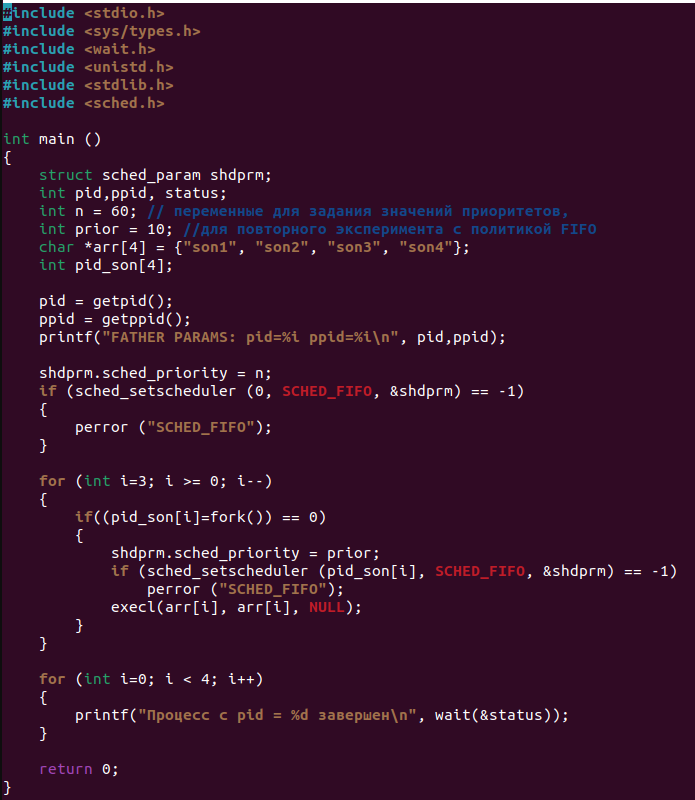 #include <stdio.h>
#include <sys/types.h>
#include <wait.h>
#include <unistd.h>
#include <stdlib.h>
#include <sched.h>

int main ()
{
    struct sched_param shdprm;
    int pid,ppid, status;
    int n = 60; // переменные для задания значений приоритетов,
    int prior = 10; //для повторного эксперимента с политикой FIFO
    char *arr[4] = {"son1", "son2", "son3", "son4"};
    int pid_son[4];

    pid = getpid();
    ppid = getppid();
    printf("FATHER PARAMS: pid=%i ppid=%i\n", pid,ppid);

    shdprm.sched_priority = n;
    if (sched_setscheduler (0, SCHED_FIFO, &shdprm) == -1)
    {
        perror ("SCHED_FIFO");
    }

    for (int i=3; i >= 0; i--)
    {
        if((pid_son[i]=fork()) == 0)
        {
            shdprm.sched_priority = prior;
            if (sched_setscheduler (pid_son[i], SCHED_FIFO, &shdprm) == -1)
                perror ("SCHED_FIFO");
            execl(arr[i], arr[i], NULL);
        }
    }

    for (int i=0; i < 4; i++)
    {
        printf("Процесс с pid = %d завершен\n", wait(&status));
    }

    return 0;
}